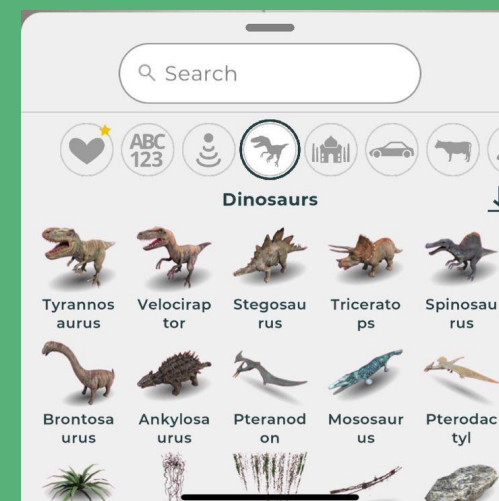 Search
ABC
123
Dinosaurs
Tyrannos Velocirap Stegosau Tricerato Spinosau
aurus tor rus ps rus
Brontosa Ankylosa Pteranod Mososaur Pterodac
urus urus on us tyl